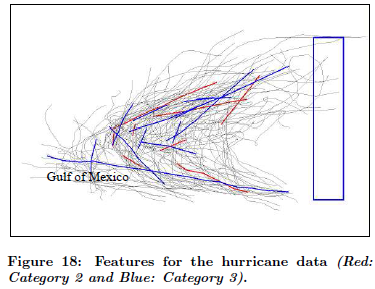 Gulf of Mexico
Figure 18: Features for the hurricane data (Red:
Category 2 and Blue: Category 3).